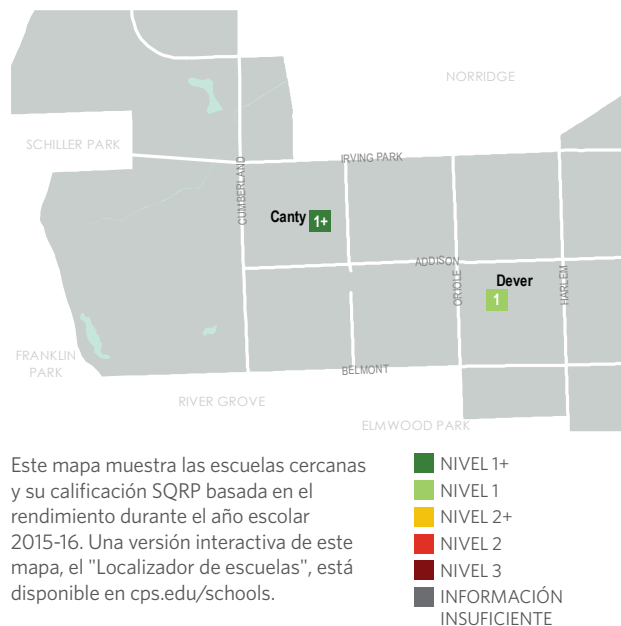 NORRIDGE
SCHILLER PARK
IRVING PARK
CUMBERLAND
Canty 1+
ADDISON
Dever
1
ORIOLE
HARLEM
FRANKLIN
PARK
BELMONT
RIVER GROVE
ELMWOOD PARK
Este mapa muestra las escuelas cercanas
y su calificación SQRP basada en el
rendimiento durante el año escolar
2015-16. Una versión interactiva de este
mapa, el "Localizador de escuelas", está
disponible en cps.edu/schools.
NIVEL 1+
NIVEL 1
NIVEL 2+
NIVEL 2
NIVEL 3
INFORMACIÓN
INSUFICIENTE